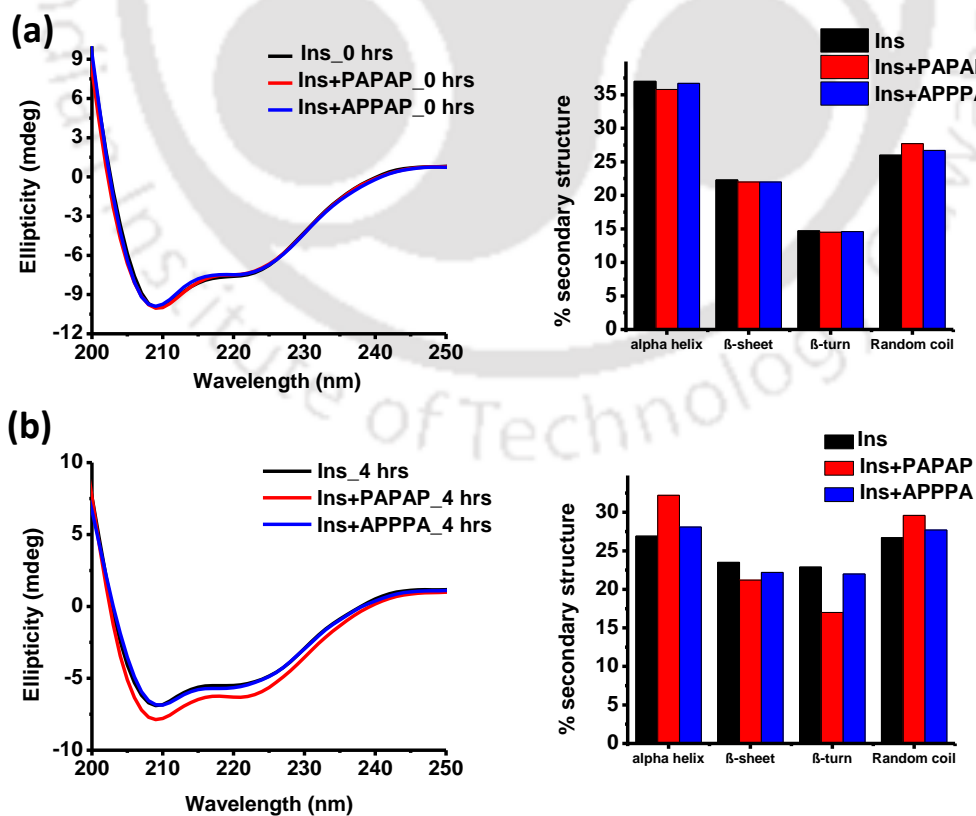 (a)
Ins_0 hrs
Ins+PAPAP_0 hrs
Ins+APPAP_0 hrs
9
6
3
0
-3
-6
-9
-12
Ellipticity (mdeg)
200 210 220 230 240 250
Wavelength (nm)
Ins
Ins+PAPAP
Ins+APPPA
35
30
25
20
15
10
5
0
% secondary structure
alpha helix ß-sheet ß-turn Random coil
Institute of Technology
(b)
Ins_4 hrs
Ins+PAPAP_4 hrs
Ins+APPPA_4 hrs
10
5
0
-5
-10
Ellipticity (mdeg)
200 210 220 230 240 250
Wavelength (nm)
Ins
Ins+PAPAP
Ins+APPPA
30
25
20
15
10
5
0
% secondary structure
alpha helix ß-sheet ß-turn Random coil